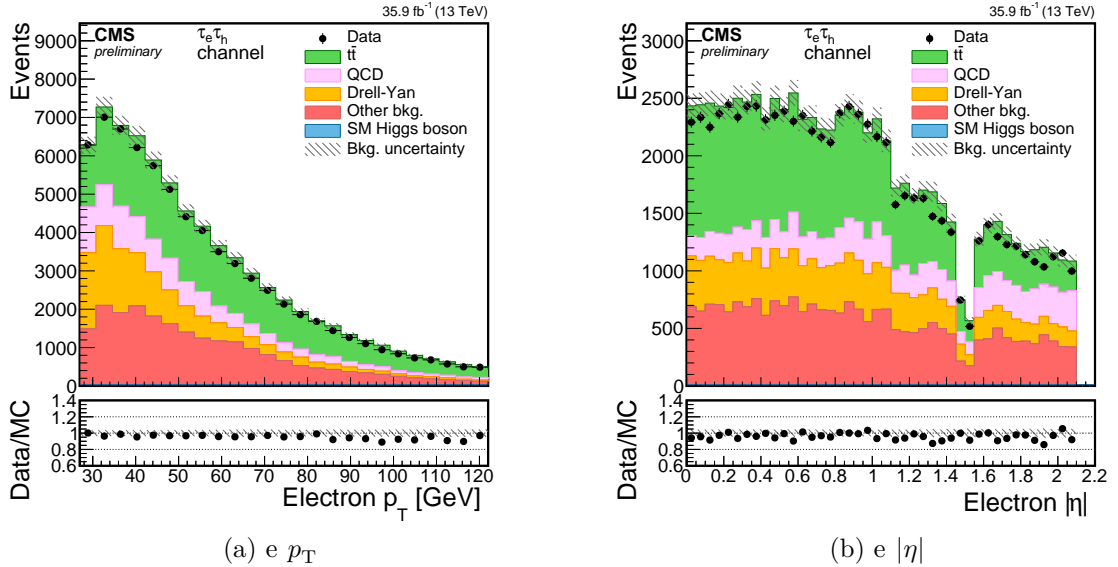 35.9 fb⁻¹ (13 TeV)
CMS
preliminary
τₑτₕ
channel
Data
tt̄
QCD
Drell-Yan
Other bkg.
SM Higgs boson
Bkg. uncertainty
Events
9000
8000
7000
6000
5000
4000
3000
2000
1000
0
Data/MC
1.4
1.2
1
0.8
0.6
30 40 50 60 70 80 90 100 110 120
Electron p_T [GeV]
(a) e p_T
35.9 fb⁻¹ (13 TeV)
CMS
preliminary
τₑτₕ
channel
Data
tt̄
QCD
Drell-Yan
Other bkg.
SM Higgs boson
Bkg. uncertainty
Events
3000
2500
2000
1500
1000
500
0
Data/MC
1.4
1.2
1
0.8
0.6
0 0.2 0.4 0.6 0.8 1 1.2 1.4 1.6 1.8 2 2.2
Electron |η|
(b) e |η|